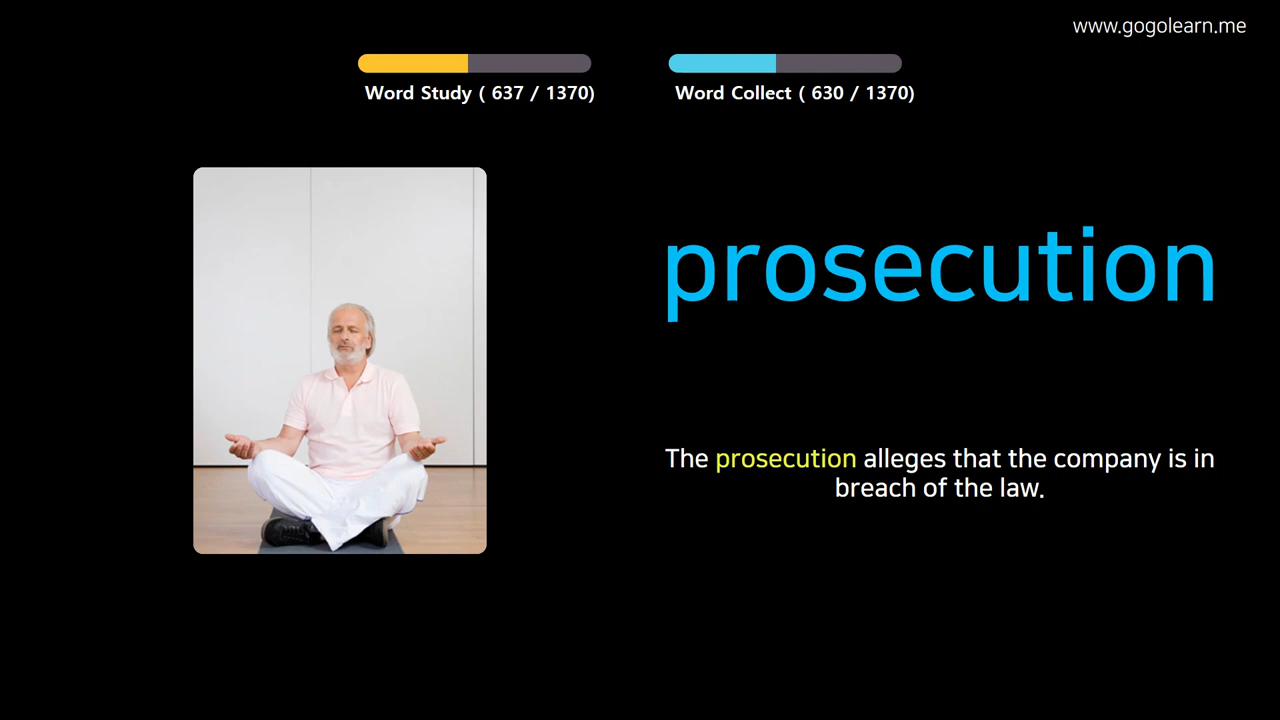 www.gogolearn.me
Word Study ( 637 / 1370)
Word Collect ( 630 / 1370)
prosecution
The prosecution alleges that the company is in
breach of the law.